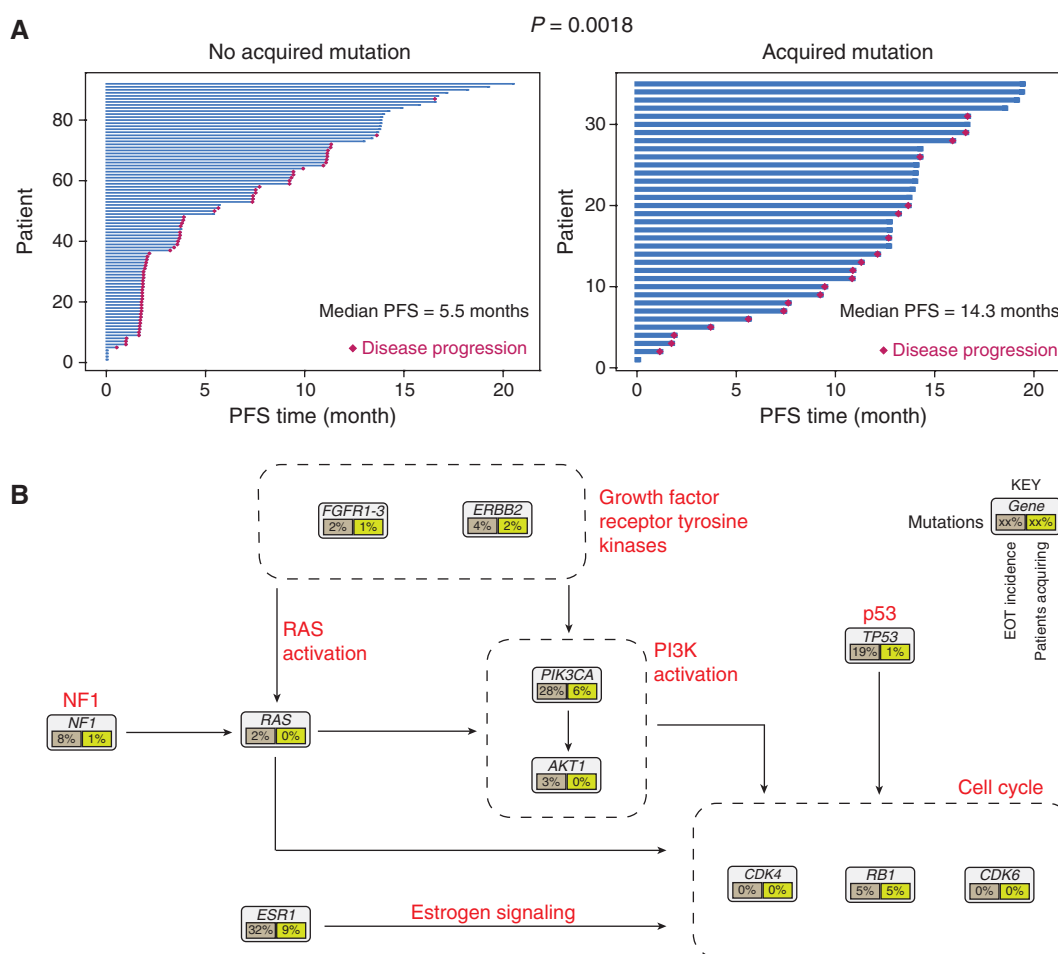 A
P = 0.0018
No acquired mutation
Patient
80
60
40
20
0
Median PFS = 5.5 months
Disease progression
0 5 10 15 20
PFS time (month)
Acquired mutation
Patient
30
20
10
0
Median PFS = 14.3 months
Disease progression
0 5 10 15 20
PFS time (month)
B
FGFR1-3
2% 1%
ERBB2
4% 2%
Growth factor
receptor tyrosine
kinases
KEY
Mutations
Gene
xx% xx%
EOT incidence
Patients acquiring
RAS
activation
PI3K
activation
p53
TP53
19% 1%
PIK3CA
28% 6%
NF1
NF1
8% 1%
RAS
2% 0%
AKT1
3% 0%
Cell cycle
CDK4
0% 0%
RB1
5% 5%
CDK6
0% 0%
ESR1
32% 9%
Estrogen signaling